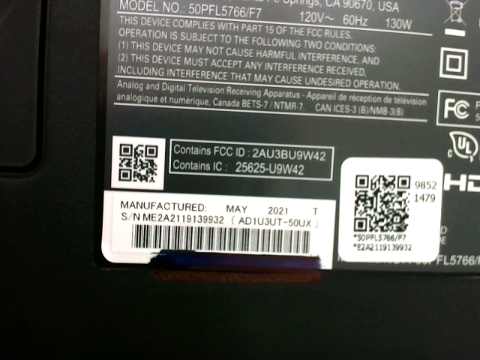 Springs, CA 90670, USA
MODEL NO.: 50PFL5766/F7 120V~ 60Hz 130W
THIS DEVICE COMPLIES WITH PART 15 OF THE FCC RULES.
OPERATION IS SUBJECT TO THE FOLLOWING TWO CONDITIONS:
(1) THIS DEVICE MAY NOT CAUSE HARMFUL INTERFERENCE, AND
(2) THIS DEVICE MUST ACCEPT ANY INTERFERENCE RECEIVED,
INCLUDING INTERFERENCE THAT MAY CAUSE UNDESIRED OPERATION.
Analog and Digital Television Receiving Apparatus - Appareil de réception de télévision
analogique et numérique, Canada BETS-7 / NTMR-7. CAN ICES-3 (B)/NMB-3(B)
FC
UL
Contains FCC ID : 2AU3BU9W42
Contains IC : 25625-U9W42
HD
MANUFACTURED: MAY 2021 T
S/N ME2A2119139932 ( AD1U3UT-50UX )
9852
1479
*50PFL5766/F7
*E2A2119139932